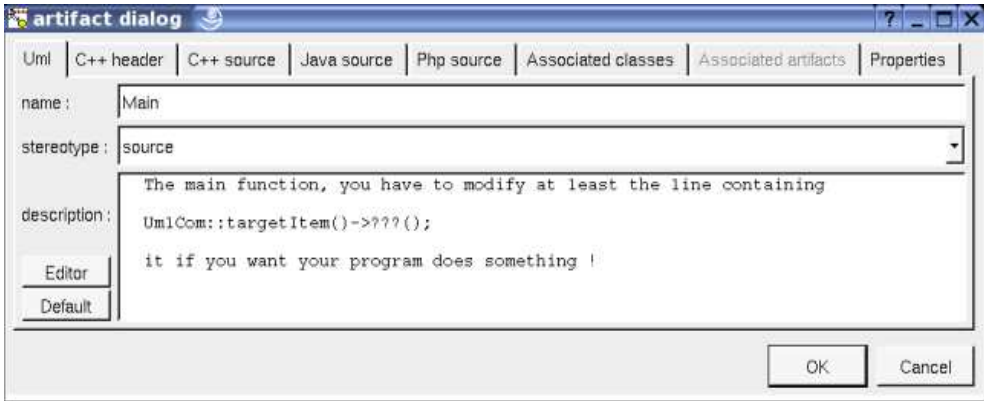 artifact dialog
?
Uml C++ header C++ source Java source Php source Associated classes Associated artifacts Properties
name : Main
stereotype : source
The main function, you have to modify at least the line containing
description :
UmlCom::targetItem()->???();
it if you want your program does something !
Editor
Default
OK Cancel